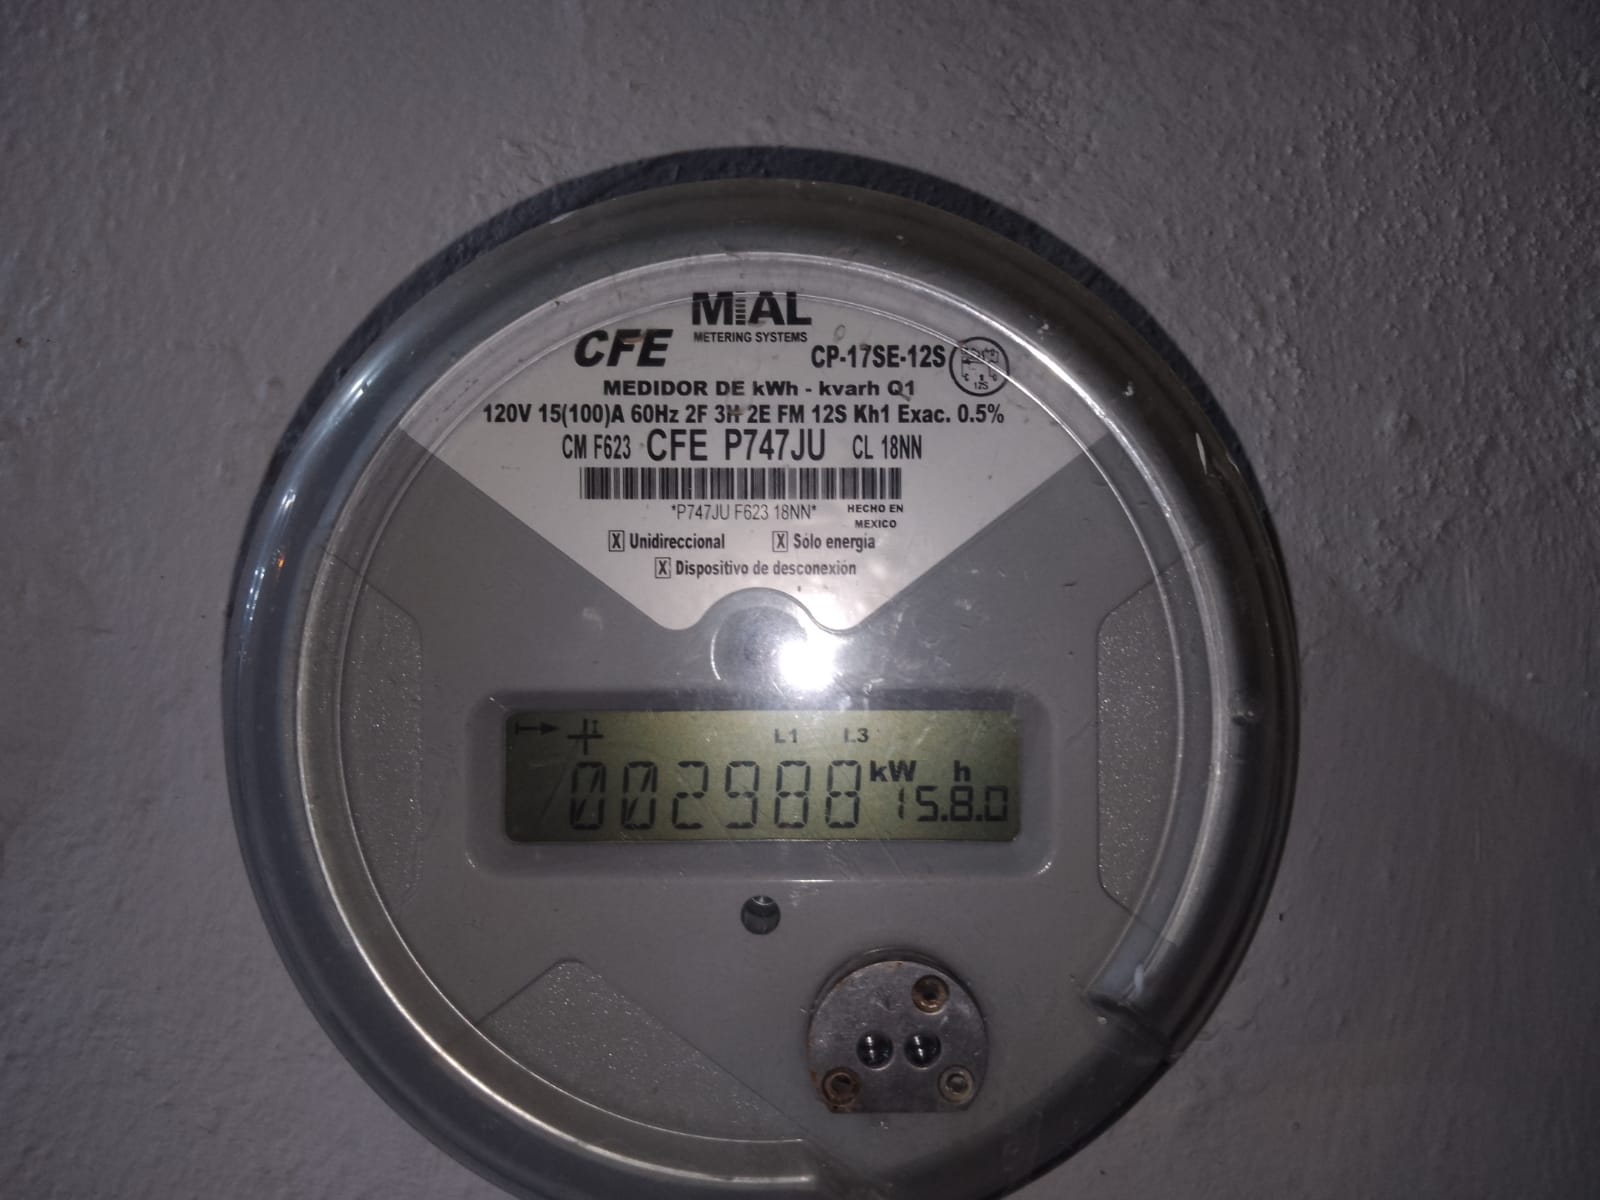 MIAL
METERING SYSTEMS
CFE
CP-17SE-12S
12S
MEDIDOR DE kWh - kvarh Q1
120V 15(100)A 60Hz 2F 3H 2E FM 12S Kh1 Exac. 0.5%
CM F623 CFE P747JU CL 18NN
*P747JU F623 18NN*
HECHO EN
MEXICO
X Unidireccional X Sólo energía
X Dispositivo de desconexión
L1 L3
002988 kW h
15.8.0